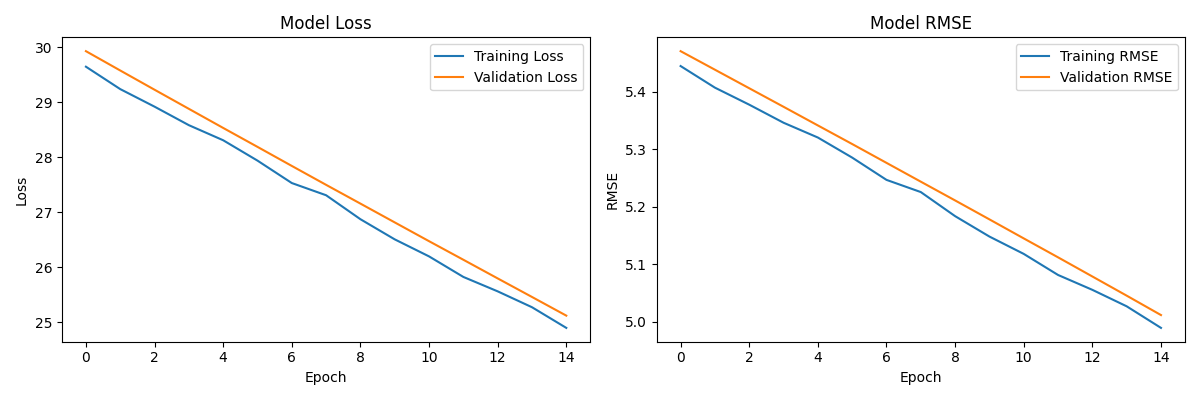 Model Loss
30
29
28
27
26
25
Loss
0 2 4 6 8 10 12 14
Epoch
Training Loss
Validation Loss
Model RMSE
5.4
5.3
5.2
5.1
5.0
RMSE
0 2 4 6 8 10 12 14
Epoch
Training RMSE
Validation RMSE